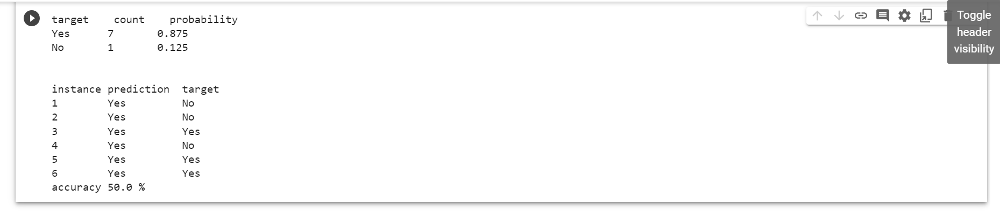 target count probability
Yes 7 0.875
No 1 0.125
instance prediction target
1 Yes No
2 Yes No
3 Yes Yes
4 Yes No
5 Yes Yes
6 Yes Yes
accuracy 50.0 %
Toggle
header
visibility